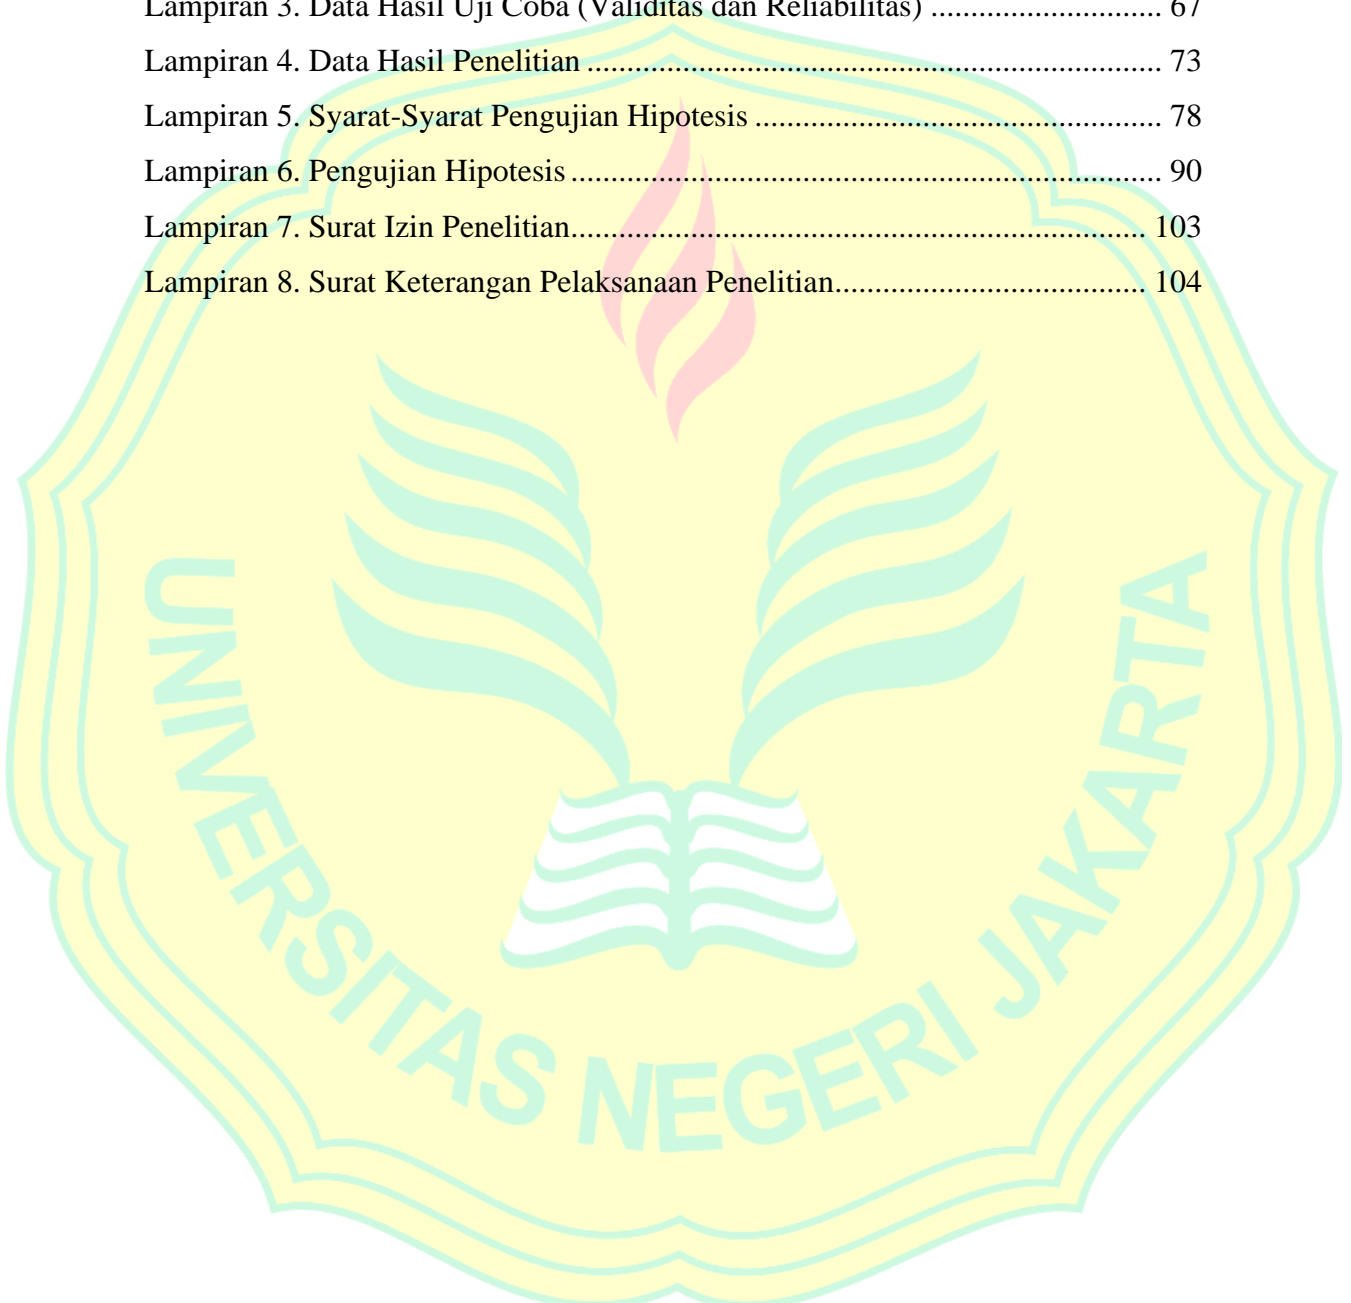 Lampiran 3. Data Hasil Uji Coba (Validitas dan Reliabilitas) ............................. 67
Lampiran 4. Data Hasil Penelitian ........................................................................ 73
Lampiran 5. Syarat-Syarat Pengujian Hipotesis ................................................... 78
Lampiran 6. Pengujian Hipotesis .......................................................................... 90
Lampiran 7. Surat Izin Penelitian........................................................................ 103
Lampiran 8. Surat Keterangan Pelaksanaan Penelitian....................................... 104
UNIVERSITAS NEGERI JAKARTA